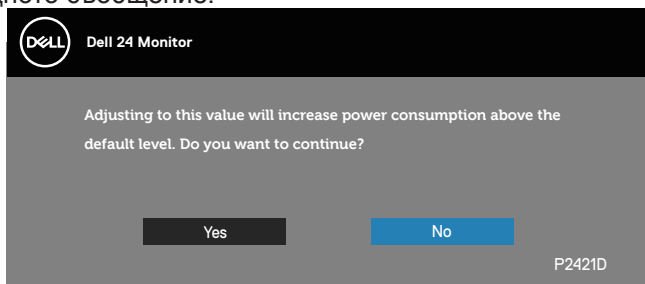 DELL
Dell 24 Monitor
Adjusting to this value will increase power consumption above the
default level. Do you want to continue?
Yes No
P2421D